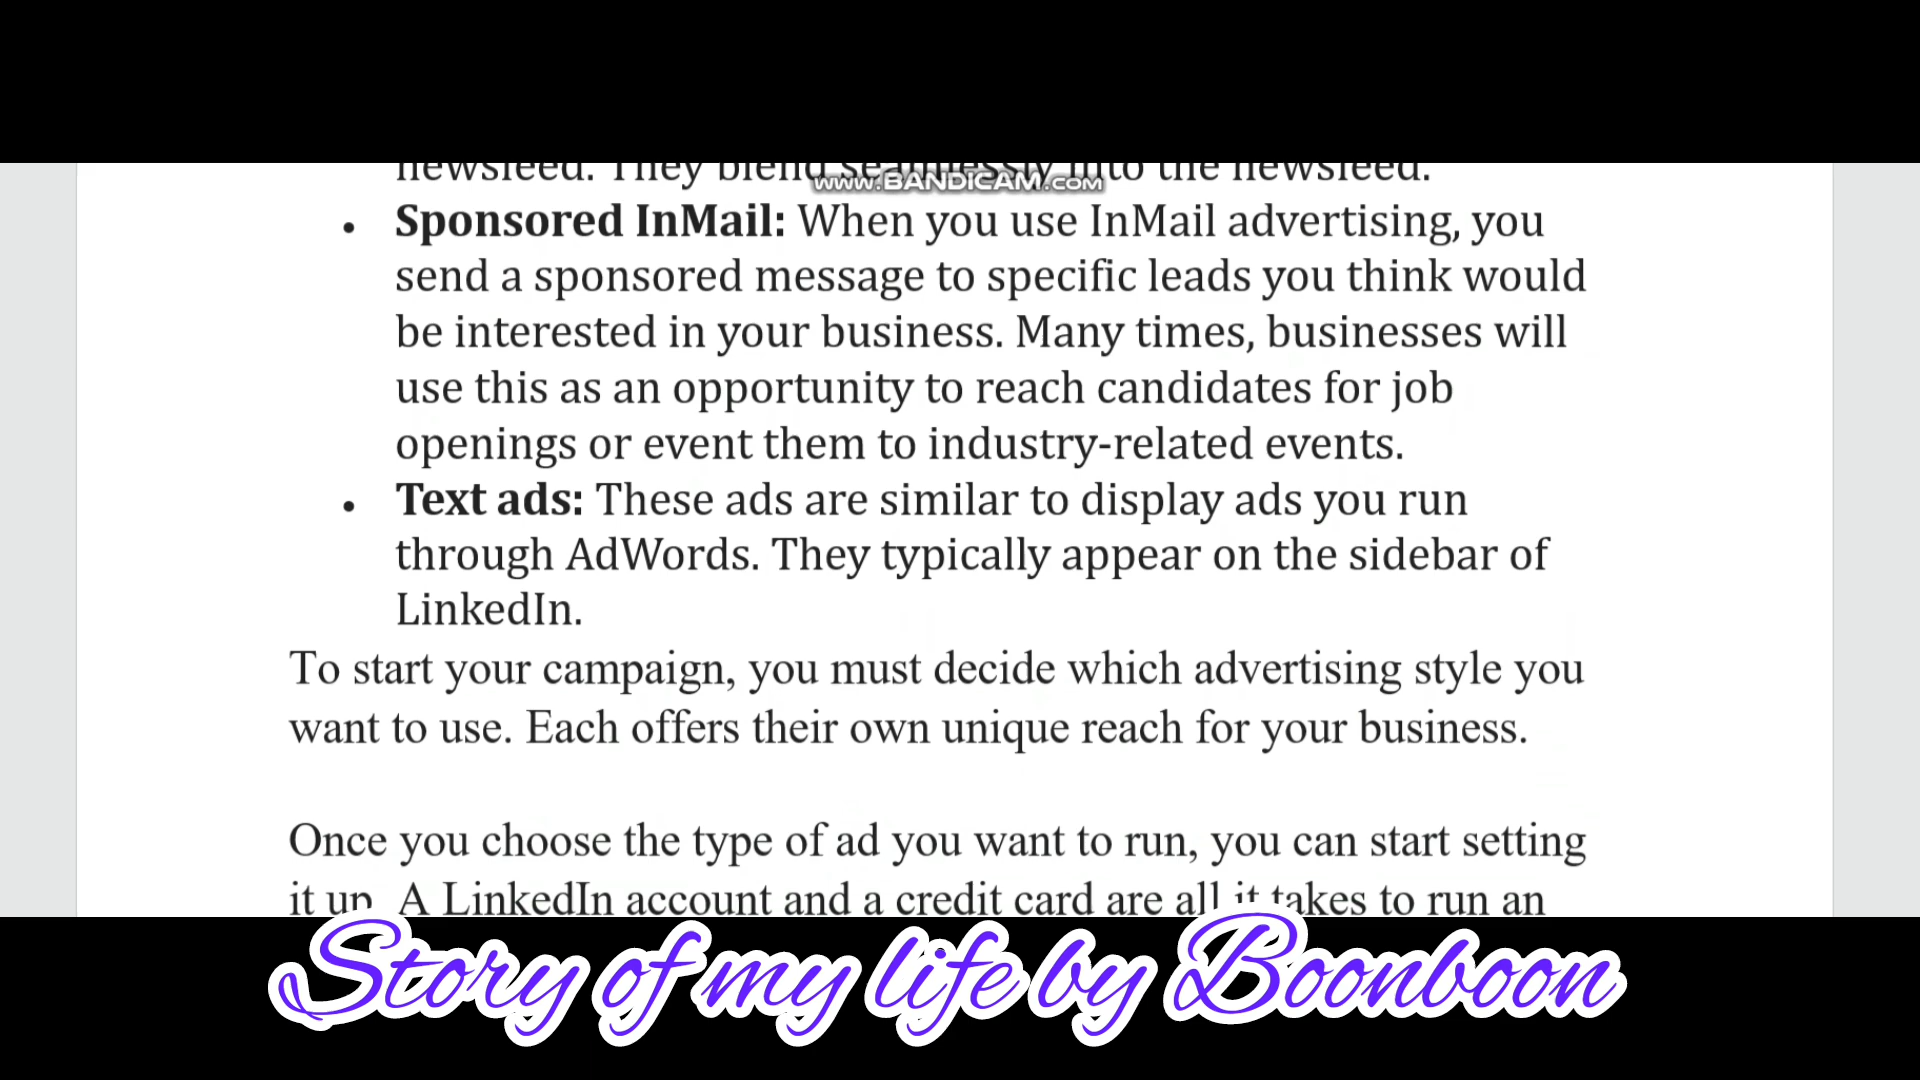 newsfeed. They blend seamlessly into the newsfeed.
www.BANDICAM.com
• Sponsored InMail: When you use InMail advertising, you
send a sponsored message to specific leads you think would
be interested in your business. Many times, businesses will
use this as an opportunity to reach candidates for job
openings or event them to industry-related events.
• Text ads: These ads are similar to display ads you run
through AdWords. They typically appear on the sidebar of
LinkedIn.
To start your campaign, you must decide which advertising style you
want to use. Each offers their own unique reach for your business.
Once you choose the type of ad you want to run, you can start setting
it up. A LinkedIn account and a credit card are all it takes to run an
Story of my life by Boonboon